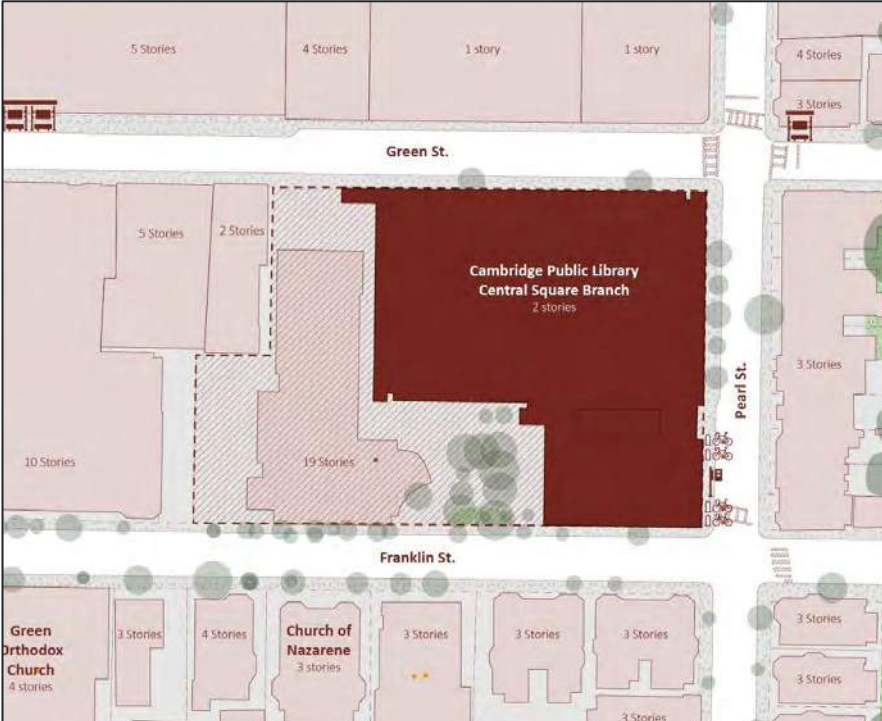 5 Stories
4 Stories
1 story
1 story
4 Stories
3 Stories
Green St.
5 Stories
2 Stories
Cambridge Public Library
Central Square Branch
2 stories
Pearl St.
3 Stories
10 Stories
19 Stories
Franklin St.
Green
Orthodox
Church
4 stories
3 Stories
4 Stories
Church of
Nazarene
3 stories
3 Stories
3 Stories
3 Stories
3 Stories
3 Stories
3 Stories